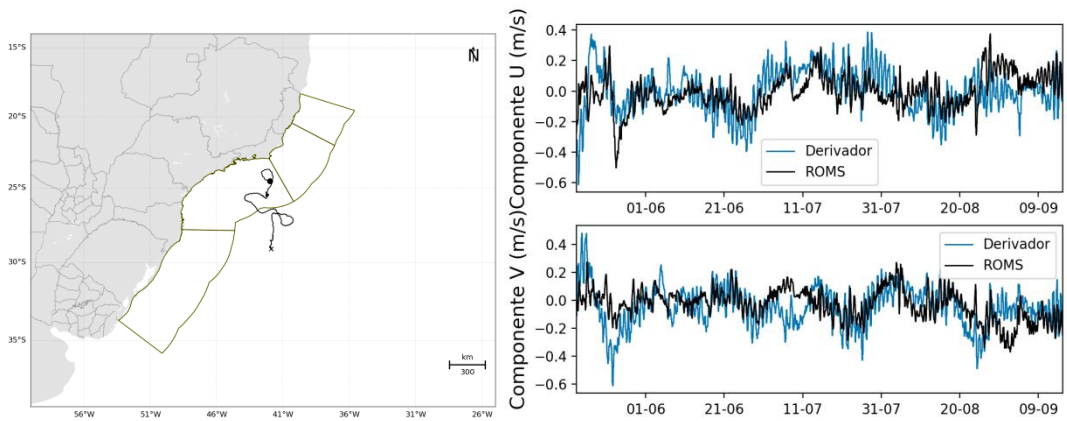 15°S
20°S
25°S
30°S
35°S
56°W
51°W
46°W
41°W
36°W
31°W
26°W
N
km
300
Componente U (m/s)
0.4
0.2
0.0
−0.2
−0.4
−0.6
Derivador
ROMS
01-06
21-06
11-07
31-07
20-08
09-09
Componente V (m/s)
0.4
0.2
0.0
−0.2
−0.4
−0.6
Derivador
ROMS
01-06
21-06
11-07
31-07
20-08
09-09